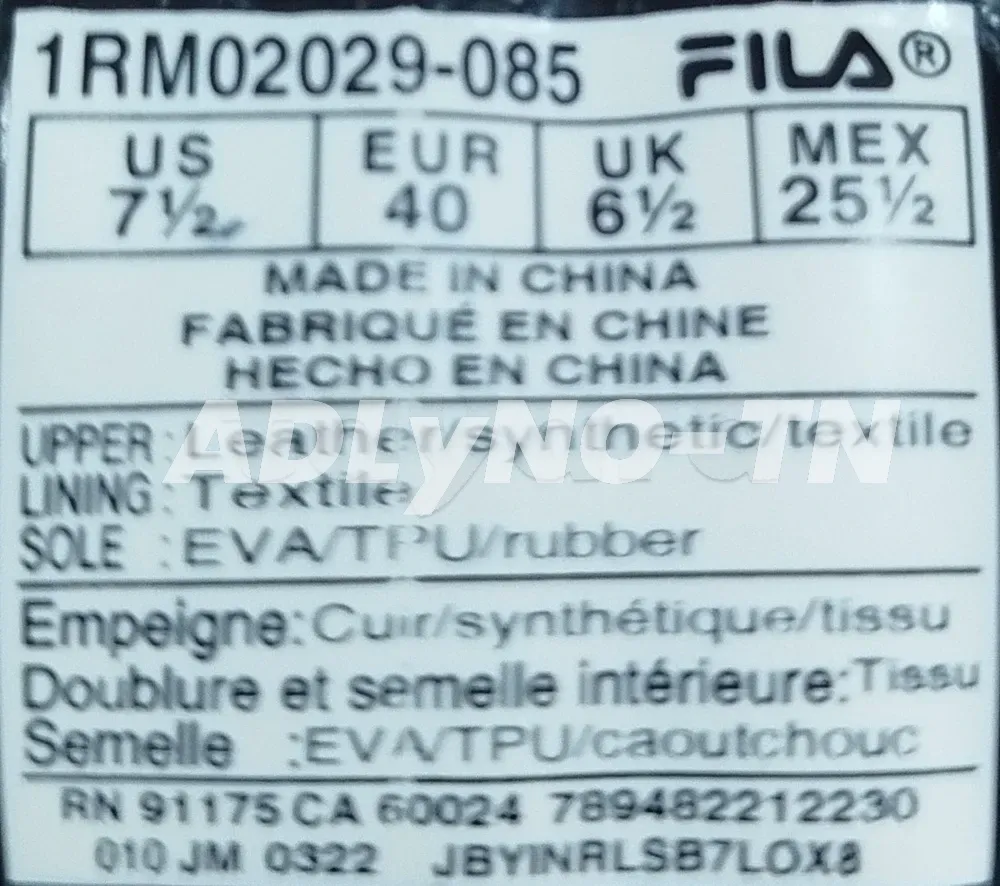 1RM02029-085 FILA®
US EUR UK MEX
7½ 40 6½ 25½
MADE IN CHINA
FABRIQUÉ EN CHINE
HECHO EN CHINA
UPPER : Leather/synthetic/textile
ADLyNO-TN
LINING : Textile
SOLE : EVA/TPU/rubber
Empeigne: Cuir/synthétique/tissu
Doublure et semelle intérieure: Tissu
Semelle : EVA/TPU/caoutchouc
RN 91175 CA 60024 789482212230
010 JM 0322 JBYINRLSB7LOX8